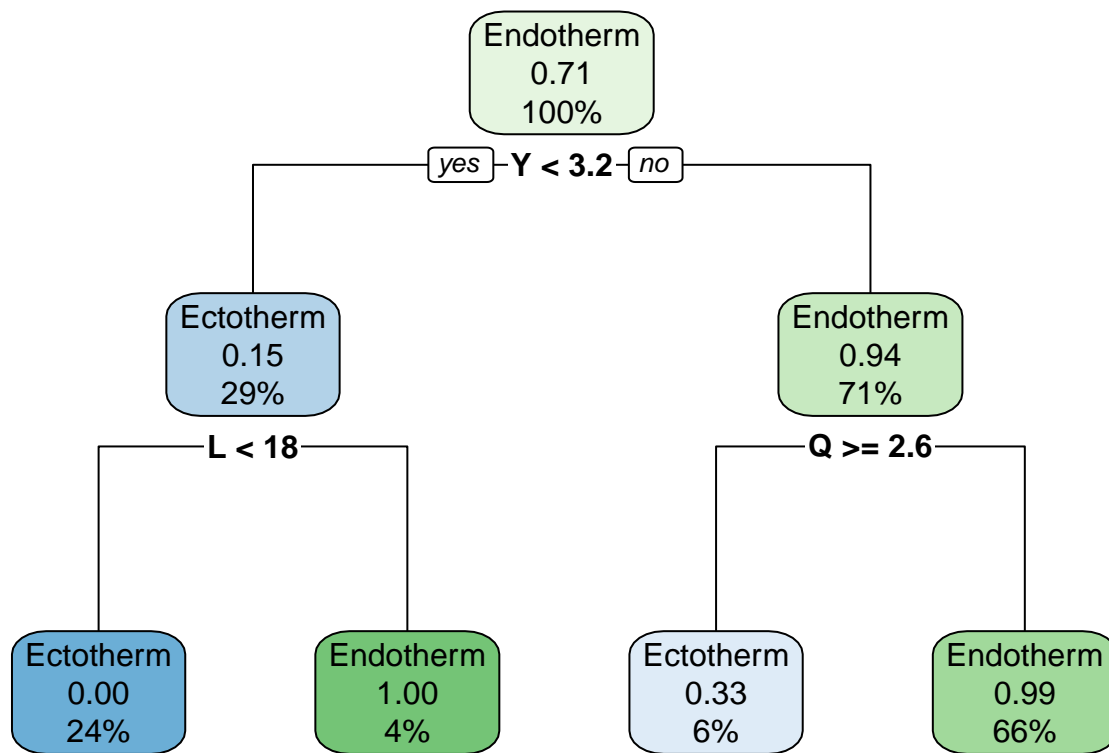 Endotherm
0.71
100%
yes Y < 3.2 no
Ectotherm
0.15
29%
Endotherm
0.94
71%
L < 18
Q >= 2.6
Ectotherm
0.00
24%
Endotherm
1.00
4%
Ectotherm
0.33
6%
Endotherm
0.99
66%